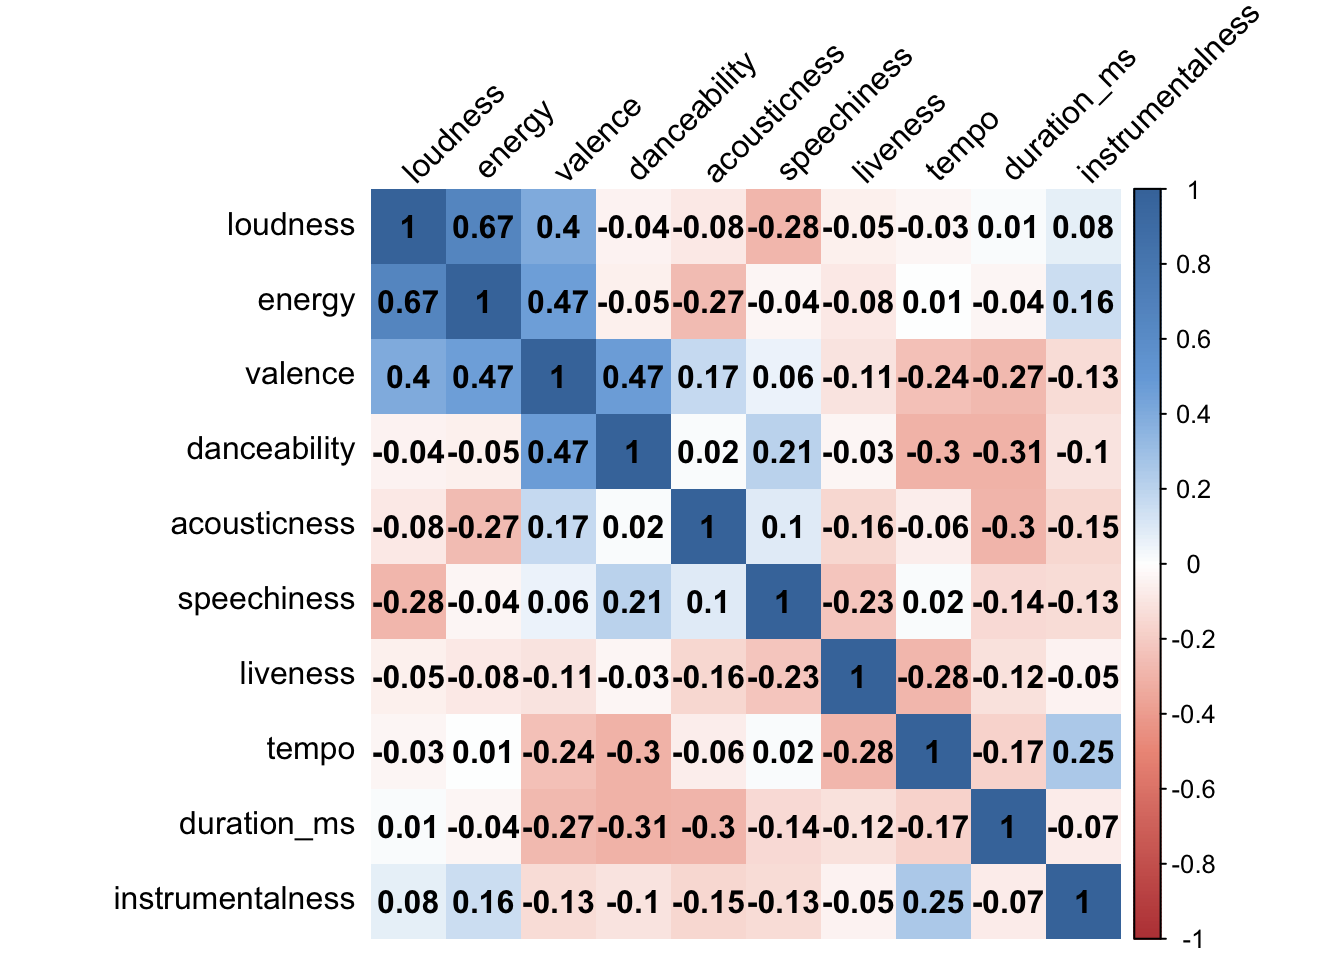 loudness energy valence danceability acousticness speechiness liveness tempo duration_ms instrumentalness
loudness 1 0.67 0.4 -0.04 -0.08 -0.28 -0.05 -0.03 0.01 0.08
energy 0.67 1 0.47 -0.05 -0.27 -0.04 -0.08 0.01 -0.04 0.16
valence 0.4 0.47 1 0.47 0.17 0.06 -0.11 -0.24 -0.27 -0.13
danceability -0.04 -0.05 0.47 1 0.02 0.21 -0.03 -0.3 -0.31 -0.1
acousticness -0.08 -0.27 0.17 0.02 1 0.1 -0.16 -0.06 -0.3 -0.15
speechiness -0.28 -0.04 0.06 0.21 0.1 1 -0.23 0.02 -0.14 -0.13
liveness -0.05 -0.08 -0.11 -0.03 -0.16 -0.23 1 -0.28 -0.12 -0.05
tempo -0.03 0.01 -0.24 -0.3 -0.06 0.02 -0.28 1 -0.17 0.25
duration_ms 0.01 -0.04 -0.27 -0.31 -0.3 -0.14 -0.12 -0.17 1 -0.07
instrumentalness 0.08 0.16 -0.13 -0.1 -0.15 -0.13 -0.05 0.25 -0.07 1
1
0.8
0.6
0.4
0.2
0
-0.2
-0.4
-0.6
-0.8
-1